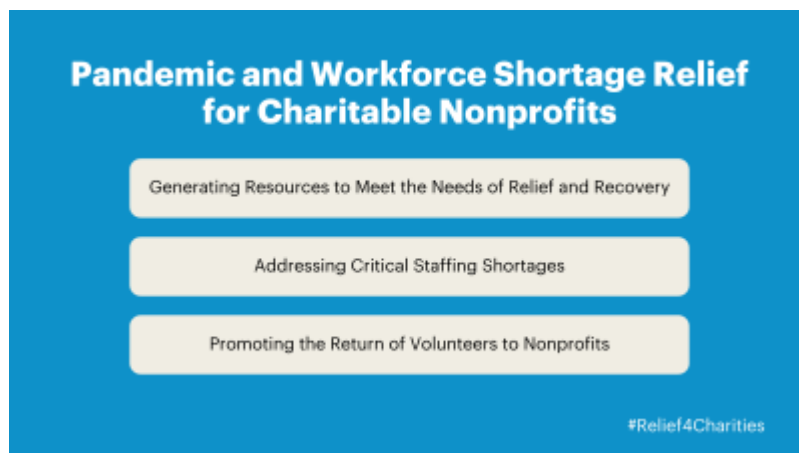 Pandemic and Workforce Shortage Relief
for Charitable Nonprofits
Generating Resources to Meet the Needs of Relief and Recovery
Addressing Critical Staffing Shortages
Promoting the Return of Volunteers to Nonprofits
#Relief4Charities